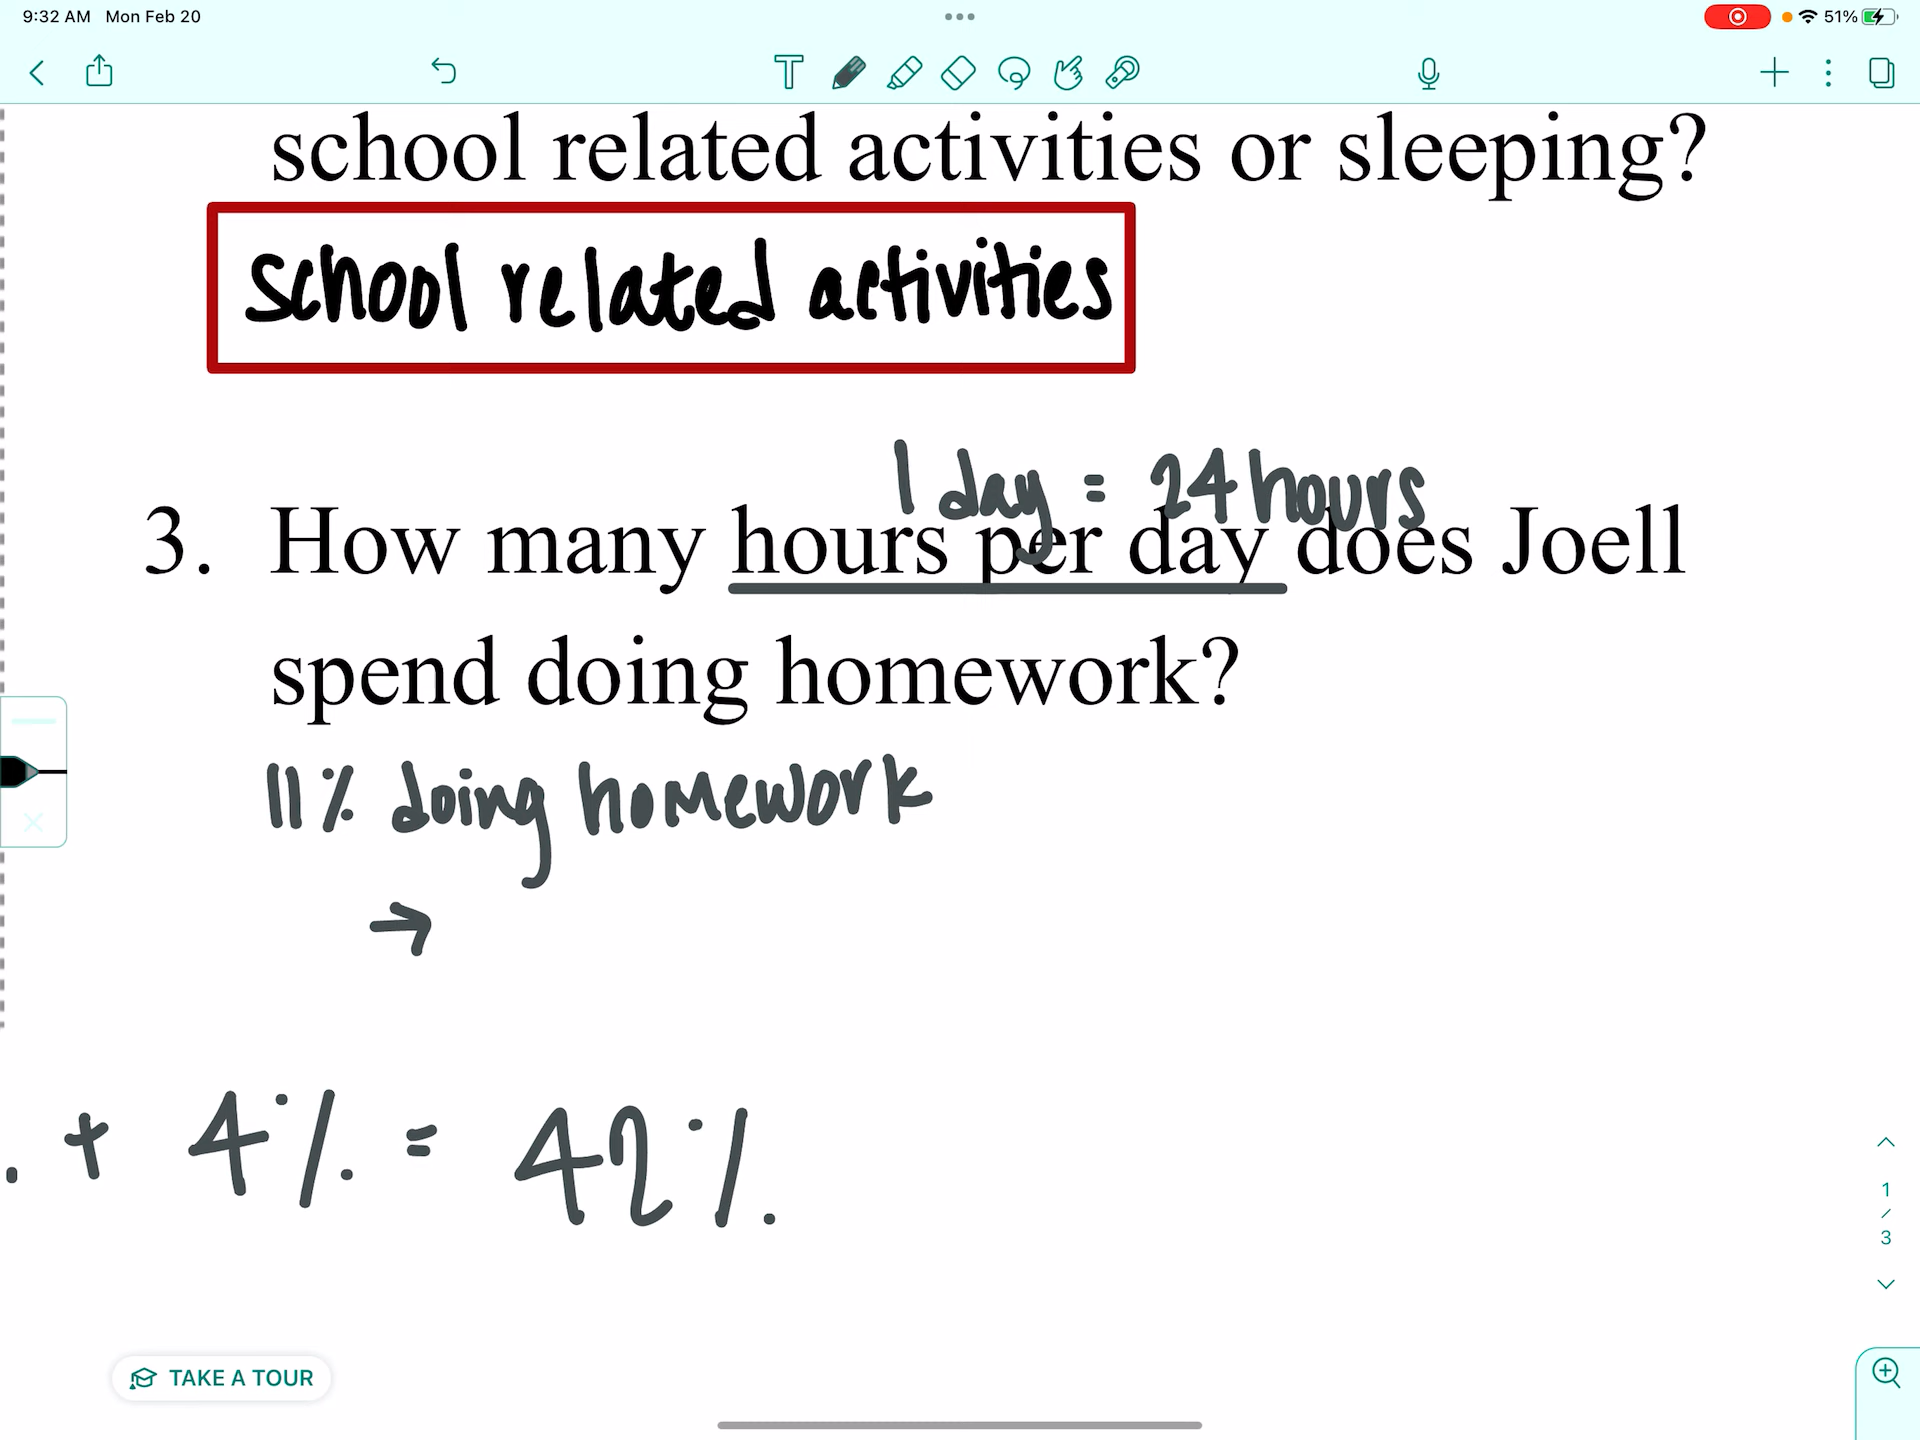 9:32 AM Mon Feb 20
51%
school related activities or sleeping?
school related activities
1 day = 24 hours
3. How many hours per day does Joell
spend doing homework?
11% doing homework
→
. + 4% = 42%
1
/
3
TAKE A TOUR